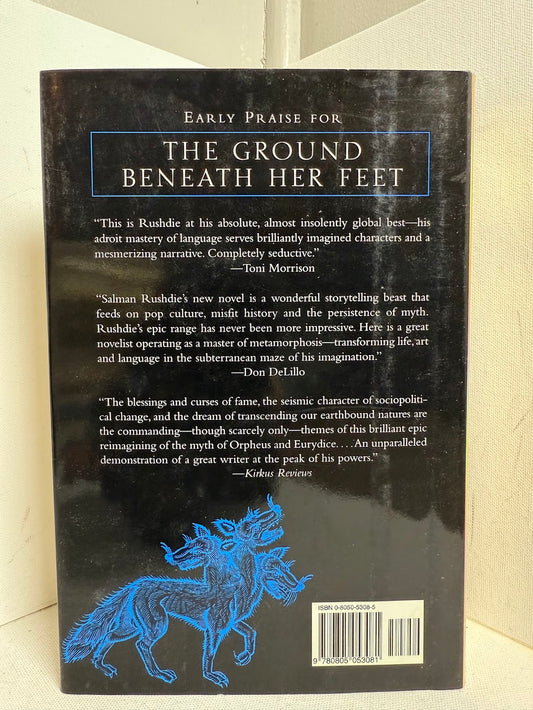 EARLY PRAISE FOR
THE GROUND
BENEATH HER FEET
“This is Rushdie at his absolute, almost insolently global best—his
adroit mastery of language serves brilliantly imagined characters and a
mesmerizing narrative. Completely seductive.”
—Toni Morrison
“Salman Rushdie’s new novel is a wonderful storytelling beast that
feeds on pop culture, misfit history and the persistence of myth.
Rushdie’s epic range has never been more impressive. Here is a great
novelist operating as a master of metamorphosis—transforming life, art
and language in the subterranean maze of his imagination.”
—Don DeLillo
“The blessings and curses of fame, the seismic character of sociopoliti-
cal change, and the dream of transcending our earthbound natures are
the commanding—though scarcely only—themes of this brilliant epic
reimagining of the myth of Orpheus and Eurydice. . . . An unparalleled
demonstration of a great writer at the peak of his powers.”
—Kirkus Reviews
ISBN 0-8050-5308-5
9 780805 053081